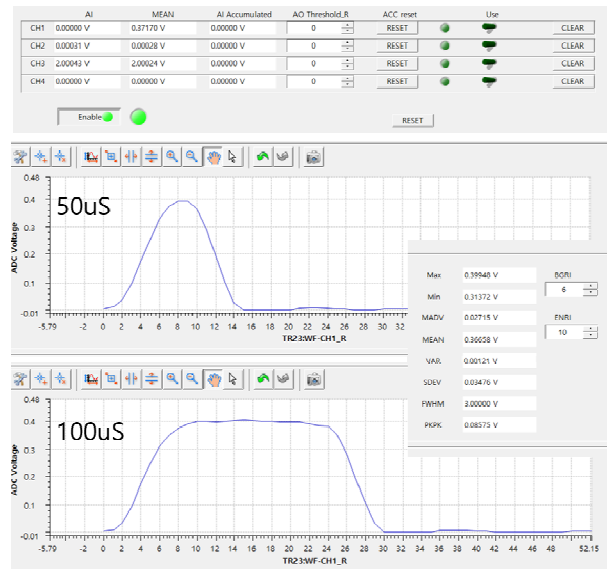 AI MEAN AI Accumulated AO Threshold_R ACC reset Use
CH1 0.00000 V 0.37170 V 0.00000 V 0 RESET CLEAR
CH2 0.00031 V 0.00028 V 0.00000 V 0 RESET CLEAR
CH3 2.00043 V 2.00024 V 0.00000 V 0 RESET CLEAR
CH4 0.00000 V 0.00000 V 0.00000 V 0 RESET CLEAR
Enable RESET
0.48
0.4
0.3
0.2
0.1
-0.01
ADC-Voltage
50uS
-5.79 -2 0 2 4 6 8 10 12 14 16 18 20 22 24 26 28 30 32
TR23:WF-CH1_R
Max 0.39948 V BGRI
6
Min 0.31372 V
MADV 0.02715 V ENRI
10
MEAN 0.36658 V
VAR. 0.00121 V
SDEV 0.03476 V
FWHM 3.00000 V
PKPK 0.08575 V
0.48
0.4
0.3
0.2
0.1
-0.01
ADC-Voltage
100uS
-5.79 -2 0 2 4 6 8 10 12 14 16 18 20 22 24 26 28 30 32 34 36 38 40 42 44 46 48 52.15
TR23:WF-CH1_R